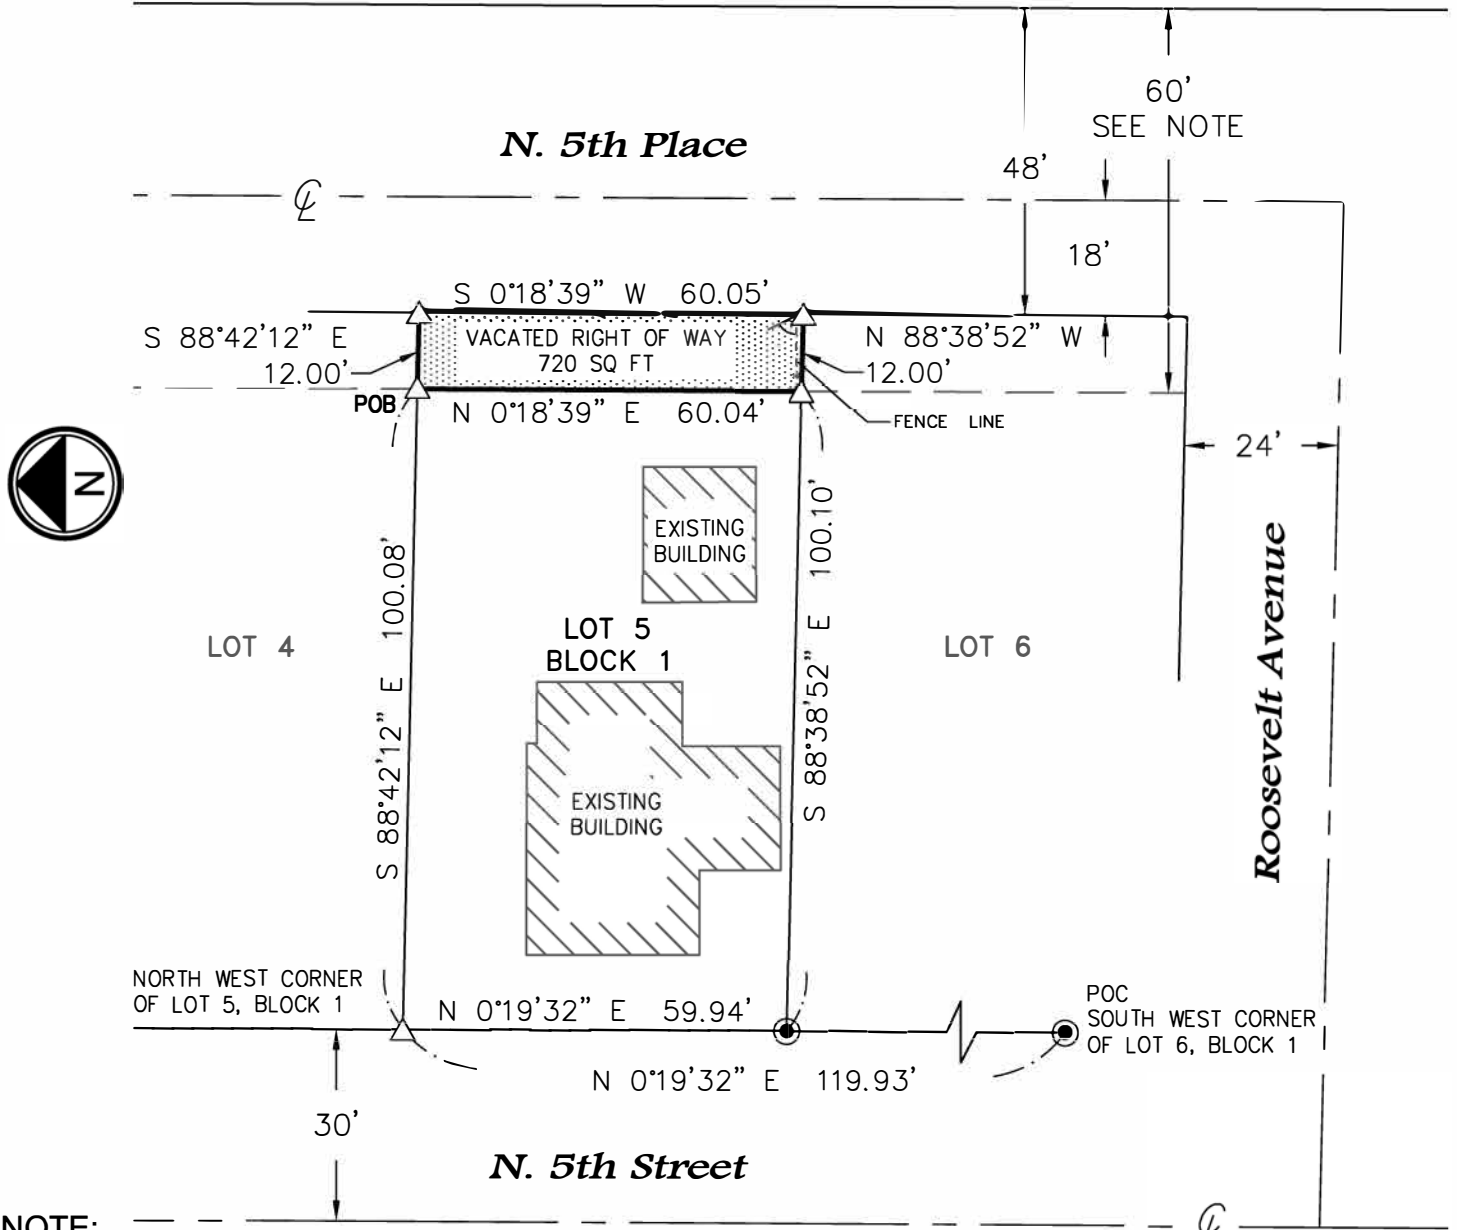 60'
SEE NOTE
N. 5th Place
48'
18'
S 0°18'39" W 60.05'
S 88°42'12" E
12.00'
VACATED RIGHT OF WAY
720 SQ FT
N 88°38'52" W
12.00'
POB
N 0°18'39" E 60.04'
FENCE LINE
24'
N
EXISTING
BUILDING
S 88°42'12" E 100.08'
S 88°38'52" E 100.10'
LOT 4
LOT 5
BLOCK 1
LOT 6
Roosevelt Avenue
EXISTING
BUILDING
NORTH WEST CORNER
OF LOT 5, BLOCK 1
N 0°19'32" E 59.94'
POC
SOUTH WEST CORNER
OF LOT 6, BLOCK 1
N 0°19'32" E 119.93'
30'
N. 5th Street
NOTE: